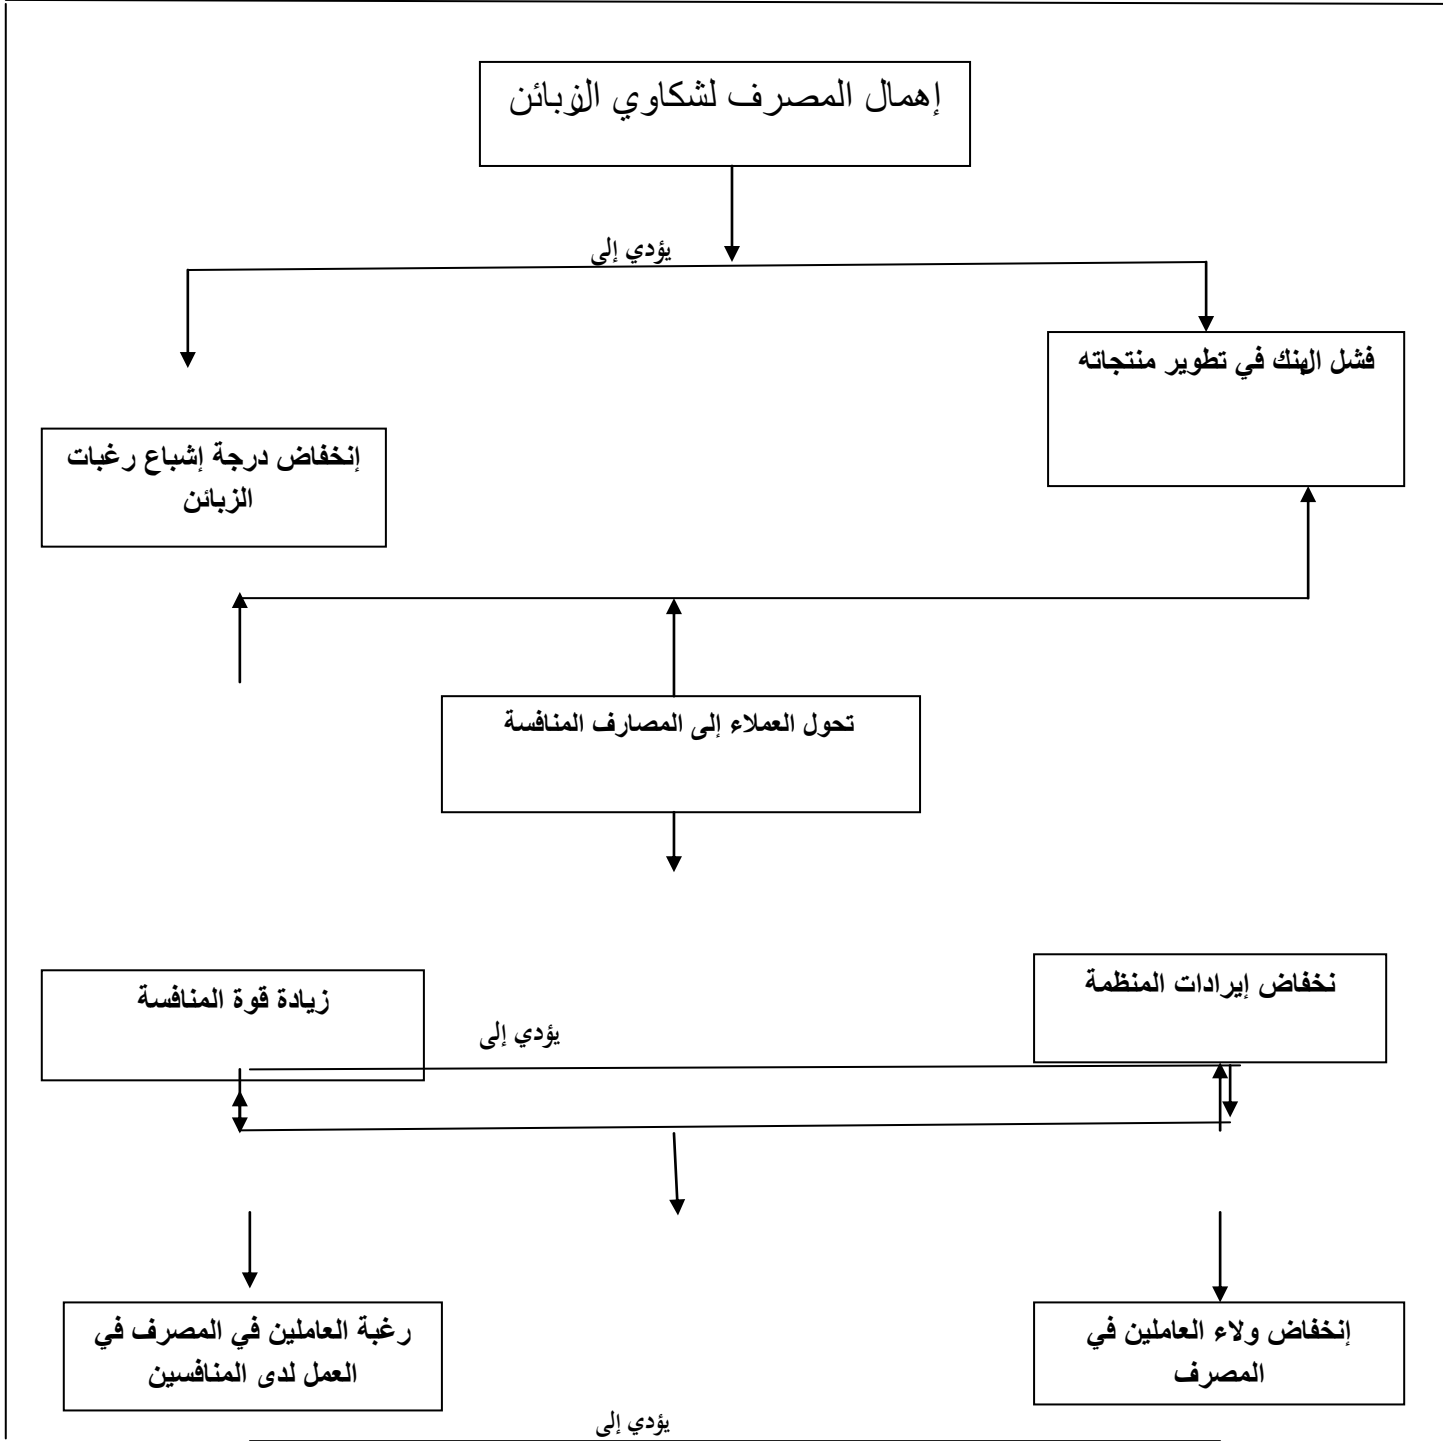 إهمال المصرف لشكاوي الزبائن
يؤدي إلى
فشل البنك في تطوير منتجاته
إنخفاض درجة إشباع رغبات
الزبائن
تحول العملاء إلى المصارف المنافسة
نخفاض إيرادات المنظمة
زيادة قوة المنافسة
يؤدي إلى
إنخفاض ولاء العاملين في
المصرف
رغبة العاملين في المصرف في
العمل لدى المنافسين
يؤدي إلى